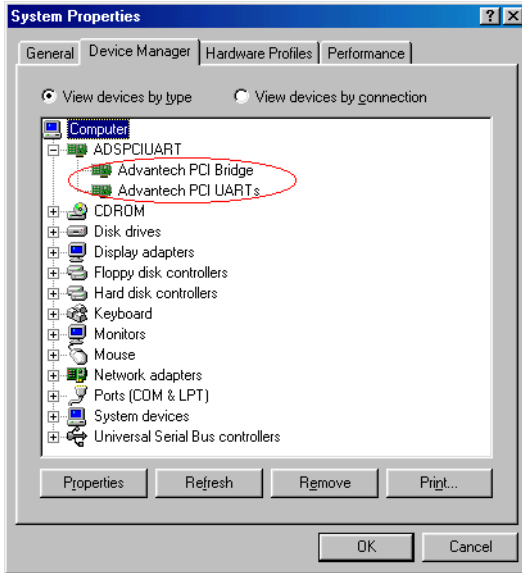 System Properties
General
Device Manager
Hardware Profiles
Performance
View devices by type
View devices by connection
Computer
ADSPCIUART
Advantech PCI Bridge
Advantech PCI UARTs
CDROM
Disk drives
Display adapters
Floppy disk controllers
Hard disk controllers
Keyboard
Monitors
Mouse
Network adapters
Ports (COM & LPT)
System devices
Universal Serial Bus controllers
Properties
Refresh
Remove
Print...
OK
Cancel